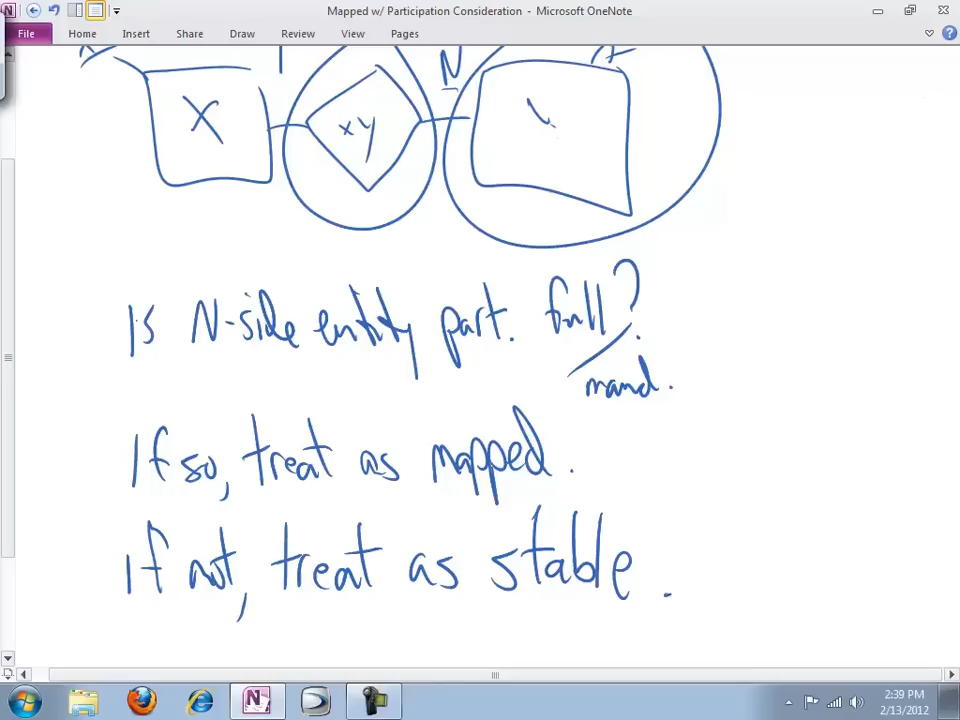 Mapped w/ Participation Consideration - Microsoft OneNote
File Home Insert Share Draw Review View Pages
N
X xy
Is N-side entity part. full?
mand.
If so, treat as mapped.
If not, treat as stable.
2:39 PM
2/13/2012